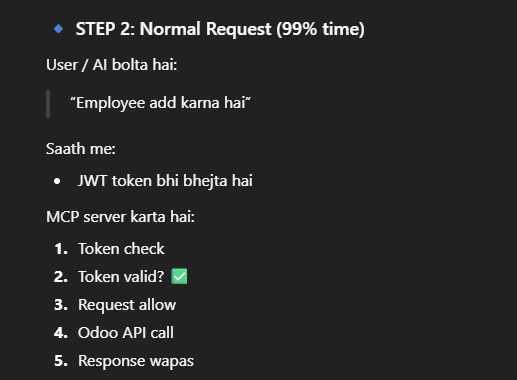 🔹 STEP 2: Normal Request (99% time)
User / AI bolta hai:
“Employee add karna hai”
Saath me:
• JWT token bhi bhejta hai
MCP server karta hai:
1. Token check
2. Token valid? ✅
3. Request allow
4. Odoo API call
5. Response wapas